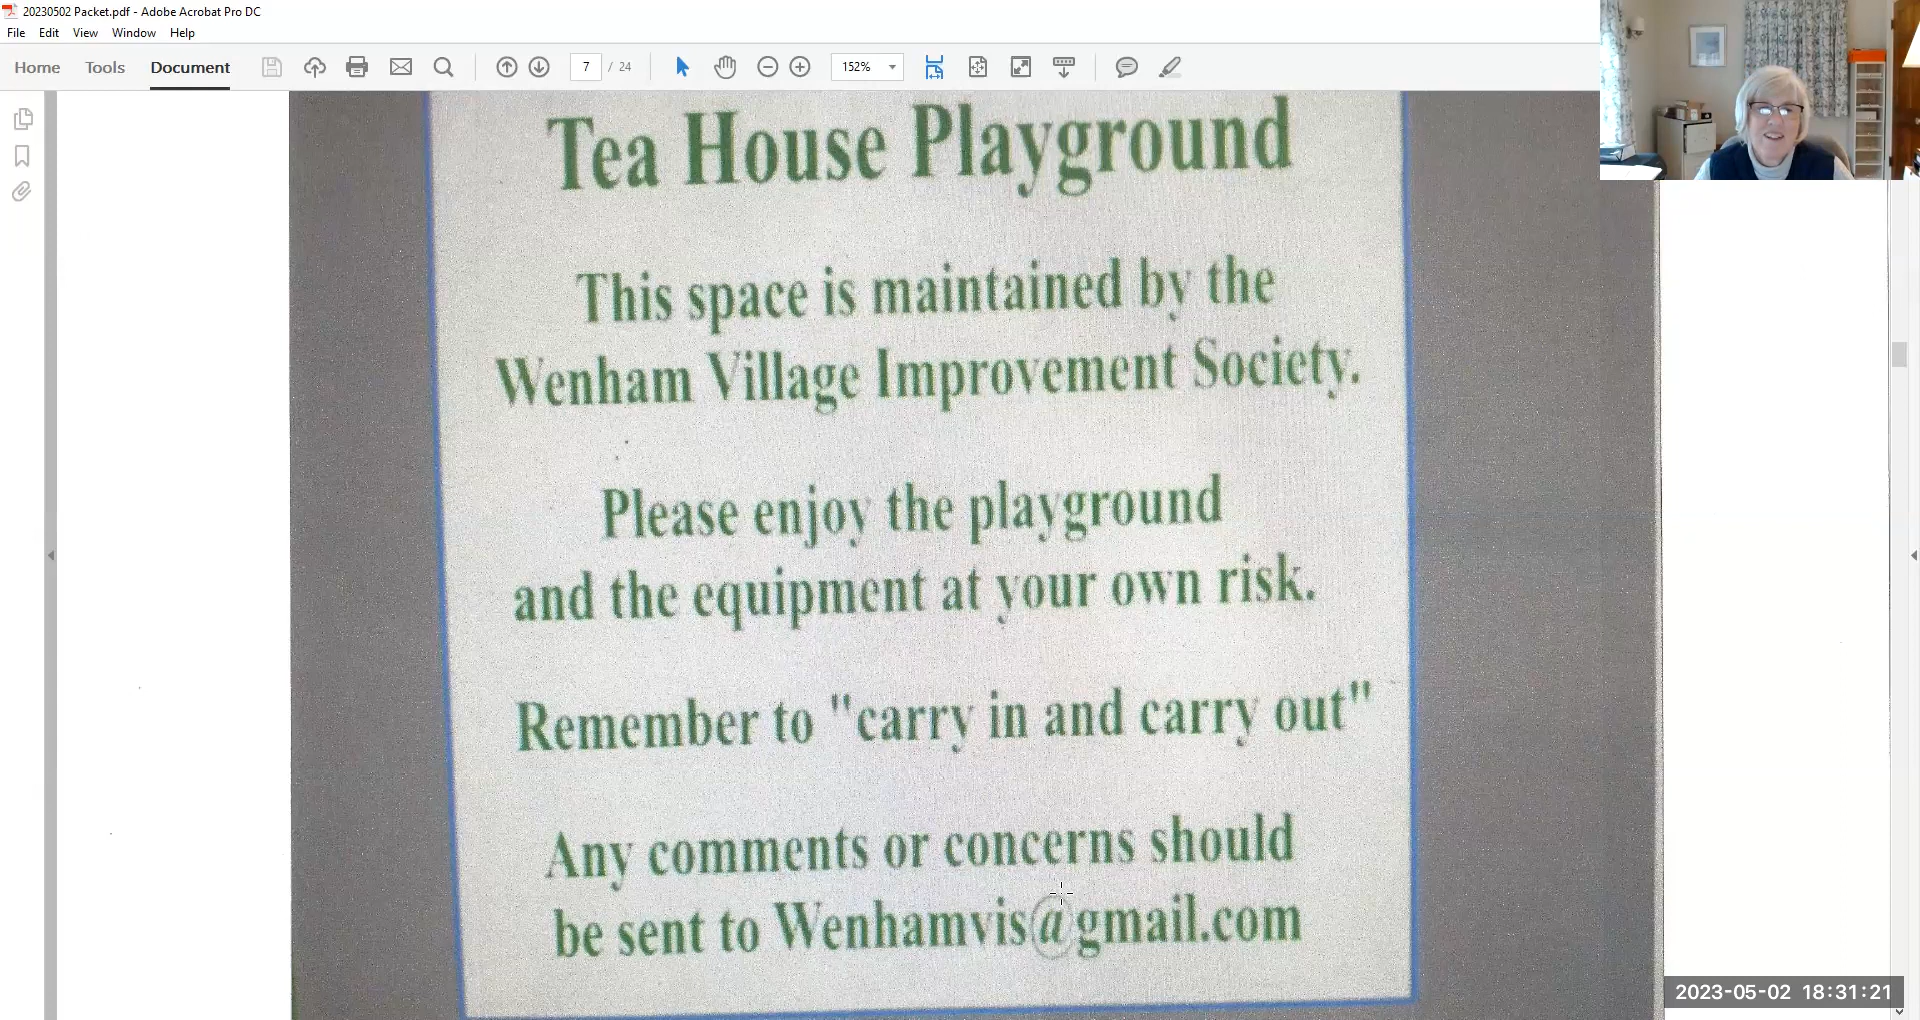 20230502 Packet.pdf - Adobe Acrobat Pro DC
File Edit View Window Help
Home Tools Document 7 / 24 152%
Tea House Playground
This space is maintained by the
Wenham Village Improvement Society.
Please enjoy the playground
and the equipment at your own risk.
Remember to "carry in and carry out"
Any comments or concerns should
be sent to Wenhamvis@gmail.com
2023-05-02 18:31:21